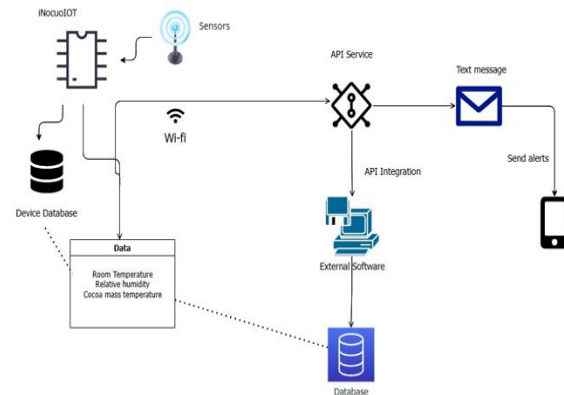 iNocuoIOT
Sensors
API Service
Text message
Wi-fi
Send alerts
API Integration
Device Database
Data
Room Temperature
Relative humidity
Cocoa mass temperature
External Software
Database